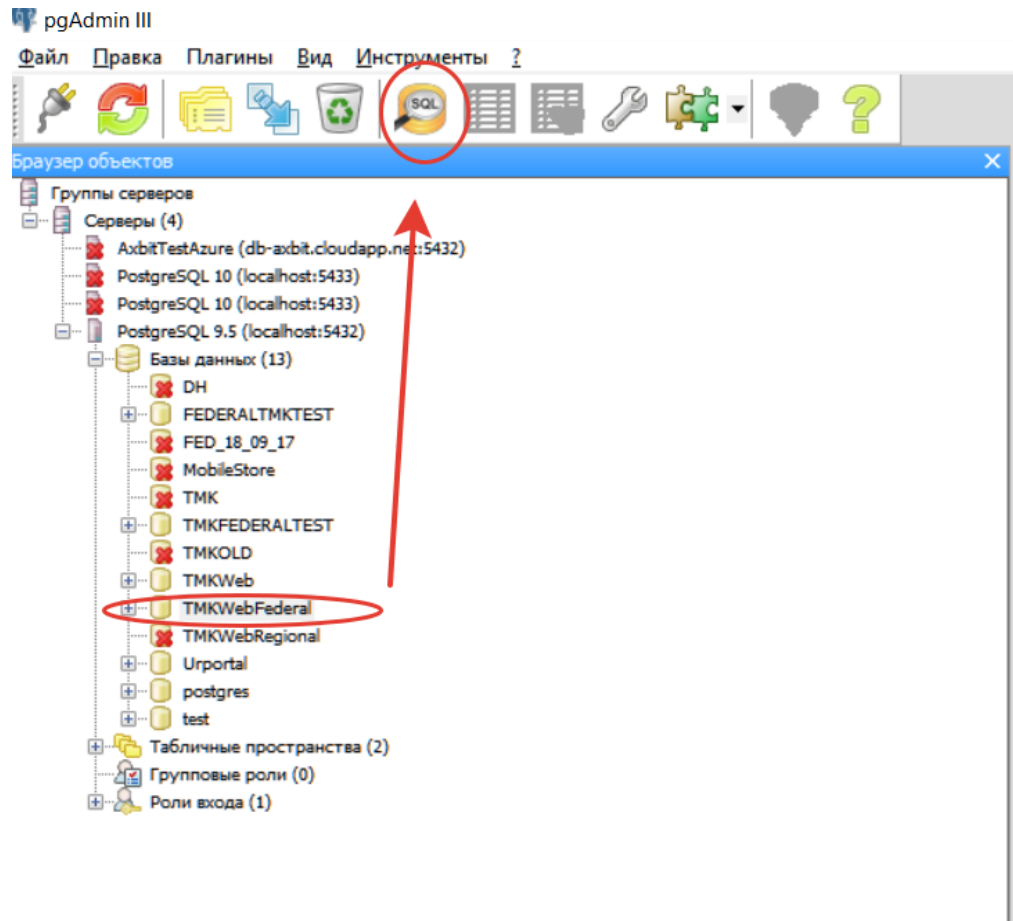 pgAdmin III
Файл Правка Плагины Вид Инструменты ?
SQL
Браузер объектов
Группы серверов
Серверы (4)
AxbitTestAzure (db-axbit.cloudapp.net:5432)
PostgreSQL 10 (localhost:5433)
PostgreSQL 10 (localhost:5433)
PostgreSQL 9.5 (localhost:5432)
Базы данных (13)
DH
FEDERALTMKTEST
FED_18_09_17
MobileStore
TMK
TMKFEDERALTEST
TMKOLD
TMKWeb
TMKWebFederal
TMKWebRegional
Urportal
postgres
test
Табличные пространства (2)
Групповые роли (0)
Роли входа (1)